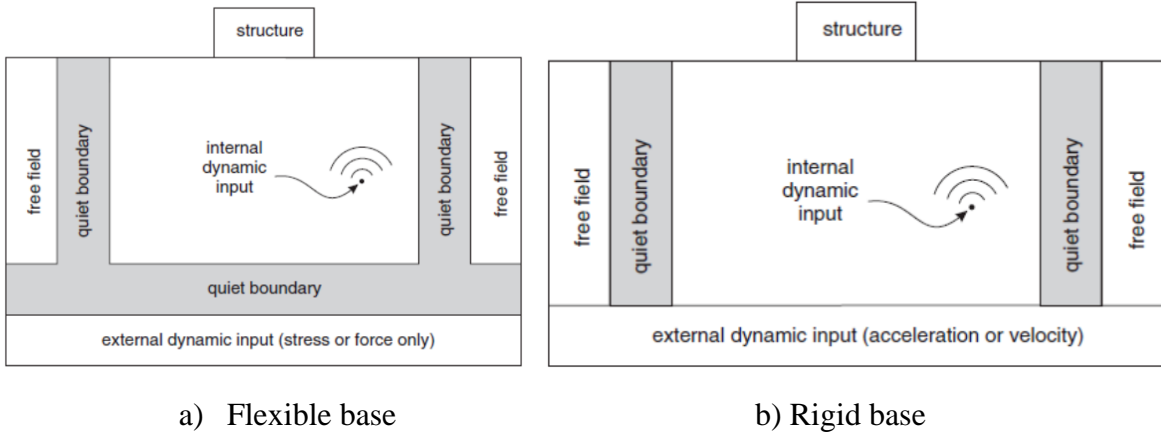 structure
free field
quiet boundary
internal
dynamic
input
quiet boundary
free field
quiet boundary
external dynamic input (stress or force only)
a) Flexible base
structure
free field
quiet boundary
internal
dynamic
input
quiet boundary
free field
external dynamic input (acceleration or velocity)
b) Rigid base